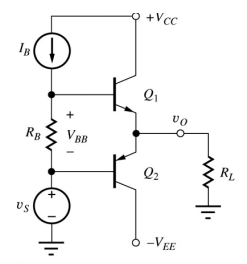 +V_CC
I_B
Q_1
+
R_B
V_BB
v_O
−
Q_2
R_L
+
v_S
−
−V_EE